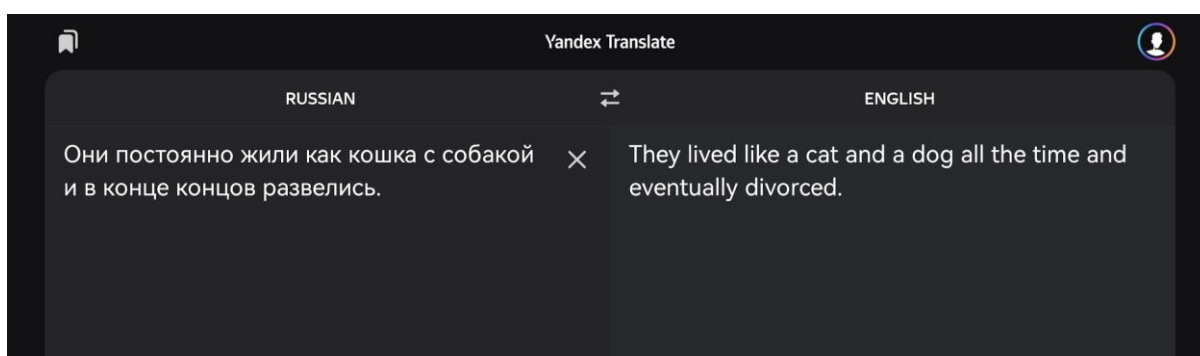 Yandex Translate
RUSSIAN
ENGLISH
Они постоянно жили как кошка с собакой
и в конце концов развелись.
They lived like a cat and a dog all the time and
eventually divorced.